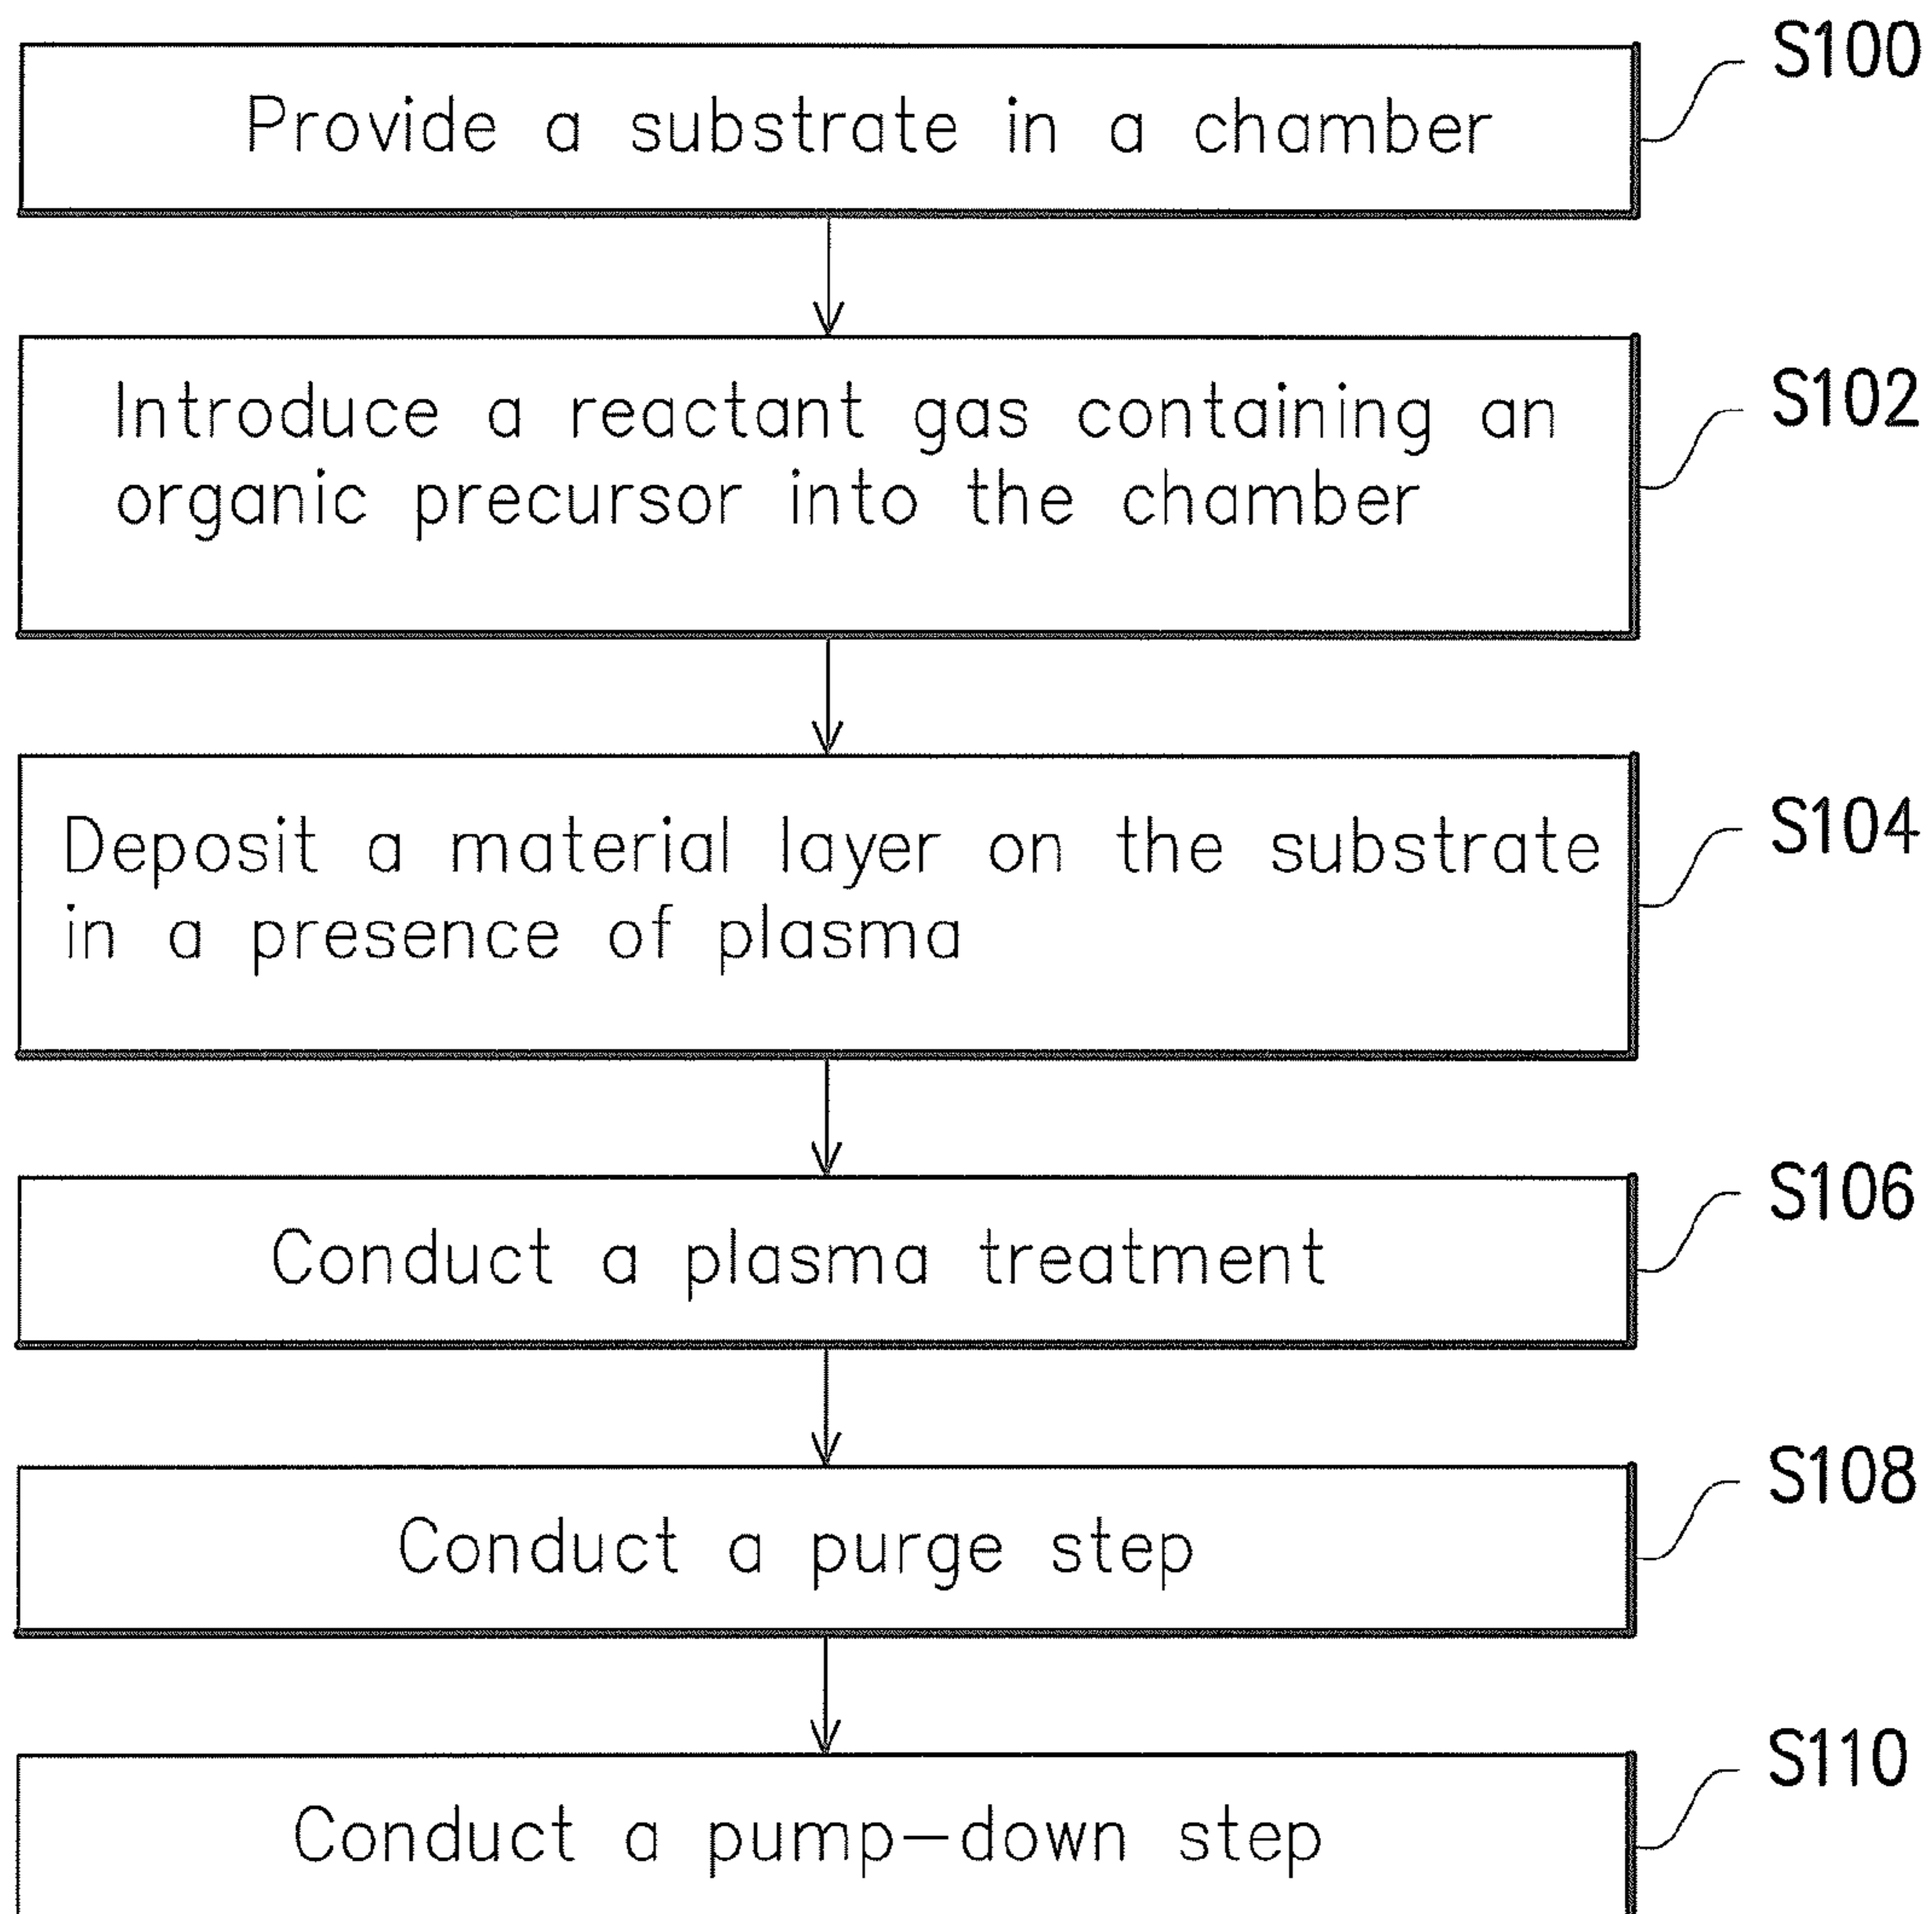 S100
Provide a substrate in a chamber
S102
Introduce a reactant gas containing an
organic precursor into the chamber
S104
Deposit a material layer on the substrate
in a presence of plasma
S106
Conduct a plasma treatment
S108
Conduct a purge step
S110
Conduct a pump-down step